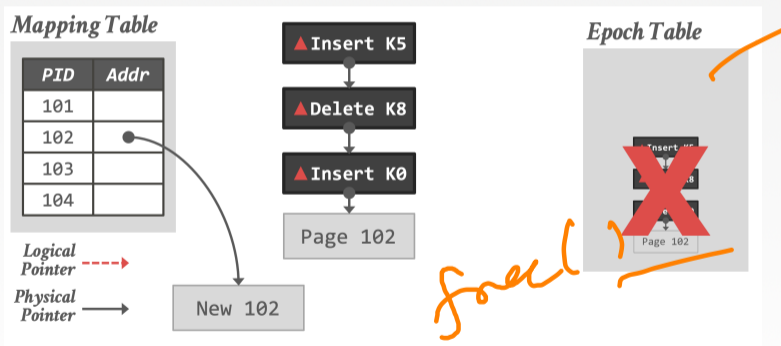 Mapping Table
PID Addr
101
102
103
104
Logical
Pointer
Physical
Pointer
▲Insert K5
▲Delete K8
▲Insert K0
Page 102
New 102
Epoch Table
Page 102
free()